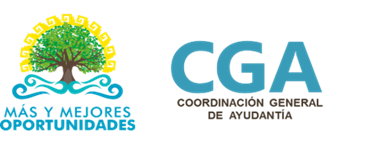 MÁS Y MEJORES
OPORTUNIDADES
CGA
COORDINACIÓN GENERAL
DE AYUDANTÍA